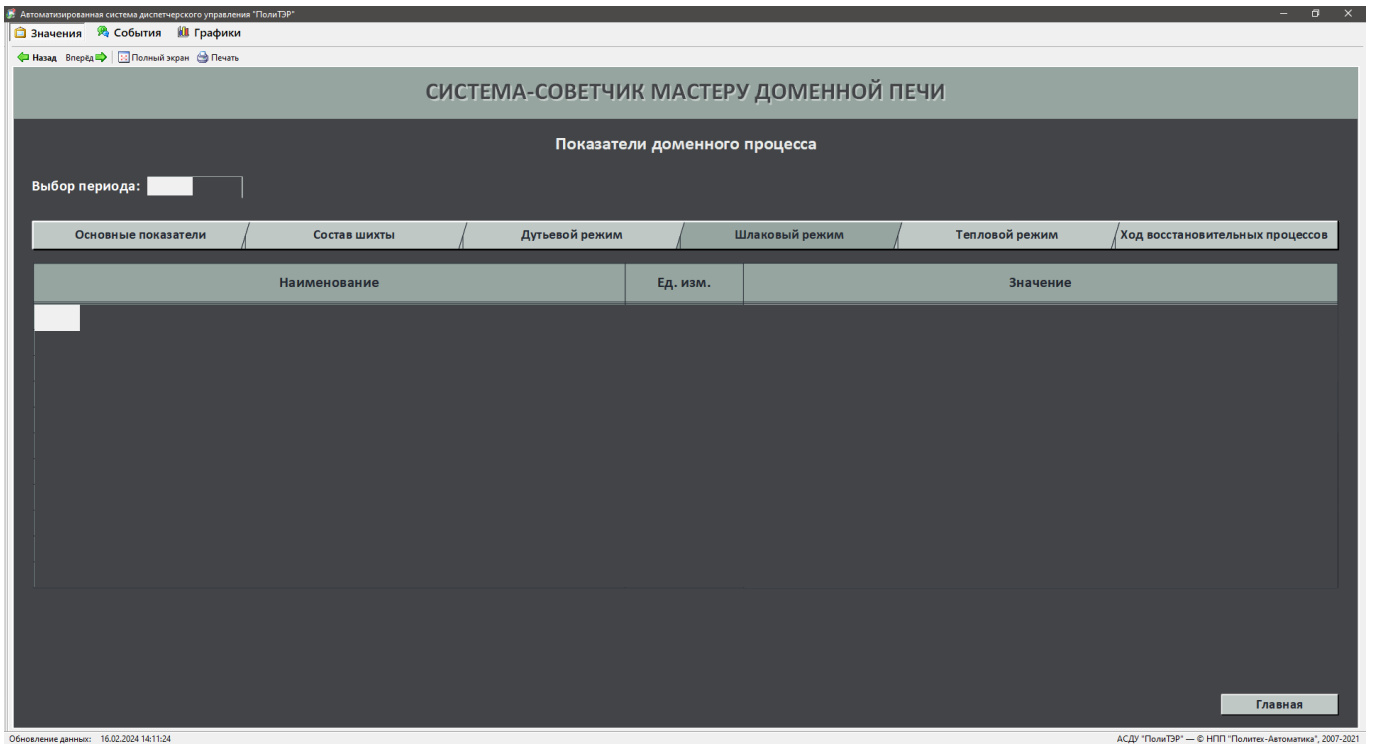 Автоматизированная система диспетчерского управления "ПолиТЭР"
Значения События Графики
Назад Вперёд Полный экран Печать
СИСТЕМА-СОВЕТЧИК МАСТЕРУ ДОМЕННОЙ ПЕЧИ
Показатели доменного процесса
Выбор периода:
Основные показатели Состав шихты Дутьевой режим Шлаковый режим Тепловой режим Ход восстановительных процессов
Наименование Ед. изм. Значение
Главная
Обновление данных: 16.02.2024 14:11:24 АСДУ "ПолиТЭР" — © НПП "Политех-Автоматика", 2007-2021